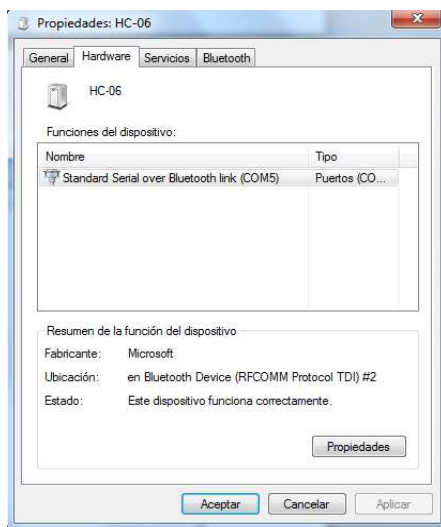 Propiedades: HC-06
General Hardware Servicios Bluetooth
HC-06
Funciones del dispositivo:
Nombre Tipo
Standard Serial over Bluetooth link (COM5) Puertos (CO...
Resumen de la función del dispositivo
Fabricante: Microsoft
Ubicación: en Bluetooth Device (RFCOMM Protocol TDI) #2
Estado: Este dispositivo funciona correctamente.
Propiedades
Aceptar Cancelar Aplicar